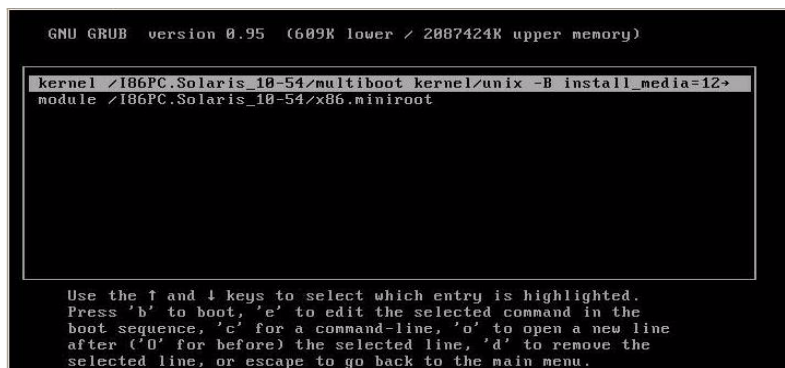 GNU GRUB version 0.95 (609K lower / 2087424K upper memory)
kernel /I86PC.Solaris_10-54/multiboot kernel/unix -B install_media=12→
module /I86PC.Solaris_10-54/x86.miniroot
Use the ↑ and ↓ keys to select which entry is highlighted.
Press 'b' to boot, 'e' to edit the selected command in the
boot sequence, 'c' for a command-line, 'o' to open a new line
after ('O' for before) the selected line, 'd' to remove the
selected line, or escape to go back to the main menu.